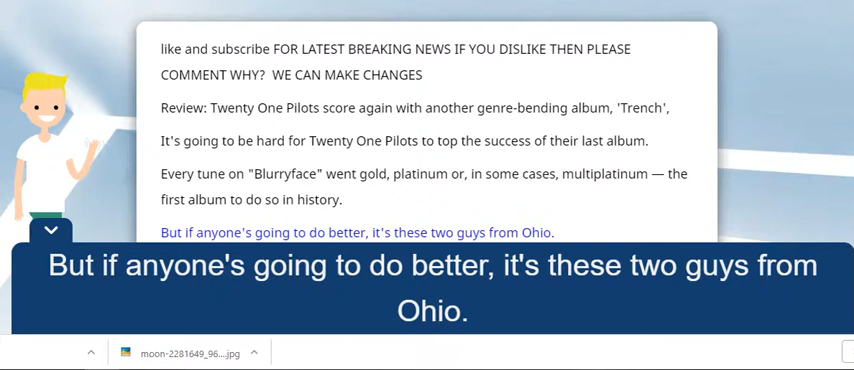 like and subscribe FOR LATEST BREAKING NEWS IF YOU DISLIKE THEN PLEASE
COMMENT WHY?  WE CAN MAKE CHANGES
Review: Twenty One Pilots score again with another genre-bending album, 'Trench',
It's going to be hard for Twenty One Pilots to top the success of their last album.
Every tune on "Blurryface" went gold, platinum or, in some cases, multiplatinum — the
first album to do so in history.
But if anyone's going to do better, it's these two guys from Ohio.
But if anyone's going to do better, it's these two guys from
Ohio.
moon-2281649_96....jpg